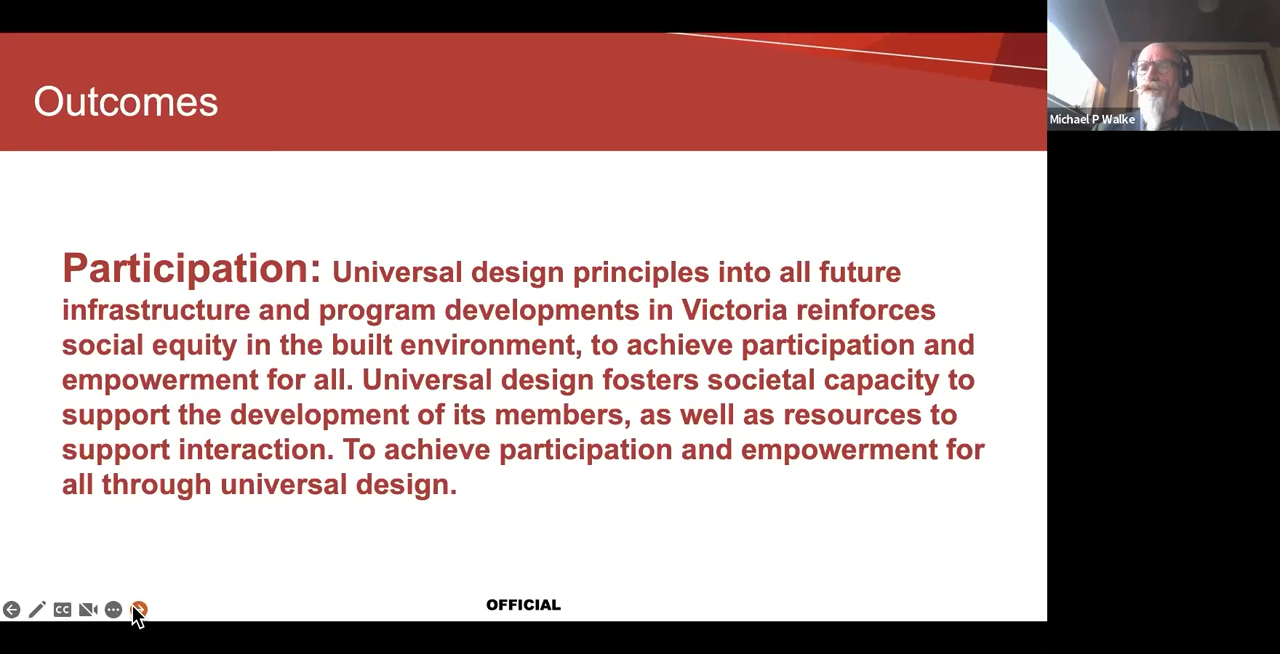 Outcomes
Michael P Walke
Participation: Universal design principles into all future
infrastructure and program developments in Victoria reinforces
social equity in the built environment, to achieve participation and
empowerment for all. Universal design fosters societal capacity to
support the development of its members, as well as resources to
support interaction. To achieve participation and empowerment for
all through universal design.
CC
OFFICIAL